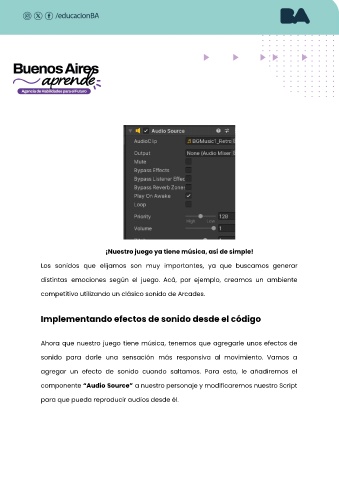 /educacionBA
BA
Buenos Aires
aprende
Agencia de Habilidades para el Futuro
Audio Source
AudioClip
BGMusic1_Retro S
Output
None (Audio Mixer G
Mute
Bypass Effects
Bypass Listener Effec
Bypass Reverb Zones
Play On Awake
Loop
Priority
128
High Low
Volume
1
¡Nuestro juego ya tiene música, así de simple!
Los sonidos que elijamos son muy importantes, ya que buscamos generar
distintas emociones según el juego. Acá, por ejemplo, creamos un ambiente
competitivo utilizando un clásico sonido de Arcades.
Implementando efectos de sonido desde el código
Ahora que nuestro juego tiene música, tenemos que agregarle unos efectos de
sonido para darle una sensación más responsiva al movimiento. Vamos a
agregar un efecto de sonido cuando saltamos. Para esto, le añadiremos el
componente “Audio Source” a nuestro personaje y modificaremos nuestro Script
para que pueda reproducir audios desde él.